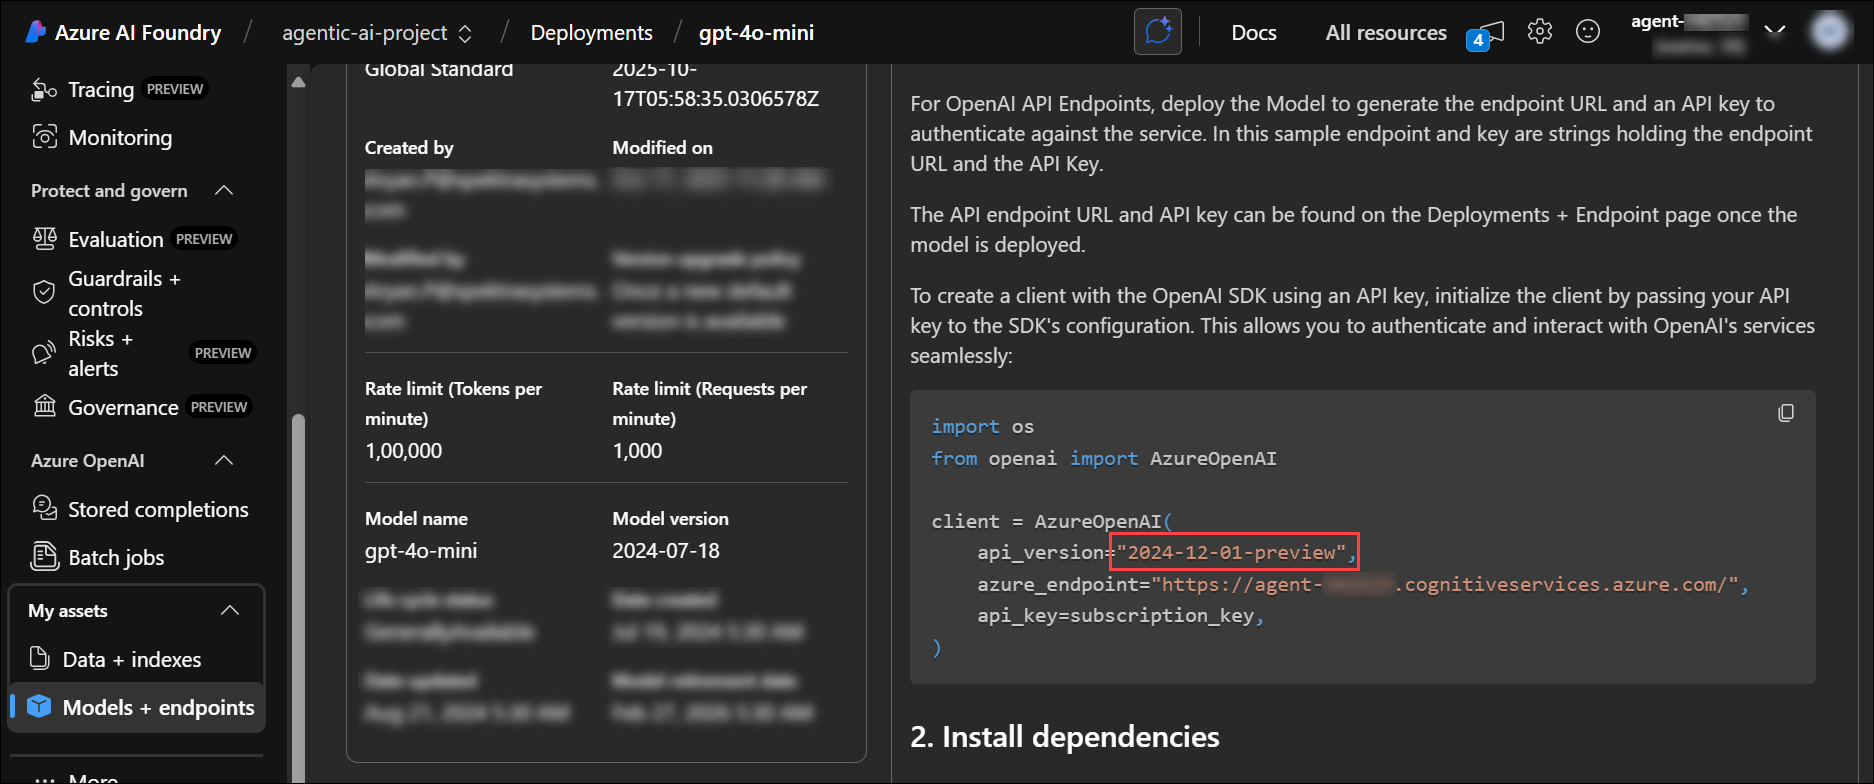 Azure AI Foundry / agentic-ai-project / Deployments / gpt-4o-mini
Docs
All resources
4
agent-
Tracing PREVIEW
Monitoring
Protect and govern
Evaluation PREVIEW
Guardrails +
controls
Risks +
alerts PREVIEW
Governance PREVIEW
Azure OpenAI
Stored completions
Batch jobs
My assets
Data + indexes
Models + endpoints
More
Global Standard
2025-10-
17T05:58:35.0306578Z
Created by
Modified on
Rate limit (Tokens per
minute)
1,00,000
Rate limit (Requests per
minute)
1,000
Model name
gpt-4o-mini
Model version
2024-07-18
For OpenAI API Endpoints, deploy the Model to generate the endpoint URL and an API key to
authenticate against the service. In this sample endpoint and key are strings holding the endpoint
URL and the API Key.
The API endpoint URL and API key can be found on the Deployments + Endpoint page once the
model is deployed.
To create a client with the OpenAI SDK using an API key, initialize the client by passing your API
key to the SDK's configuration. This allows you to authenticate and interact with OpenAI's services
seamlessly:
import os
from openai import AzureOpenAI
client = AzureOpenAI(
api_version="2024-12-01-preview",
azure_endpoint="https://agent- .cognitiveservices.azure.com/",
api_key=subscription_key,
)
2. Install dependencies